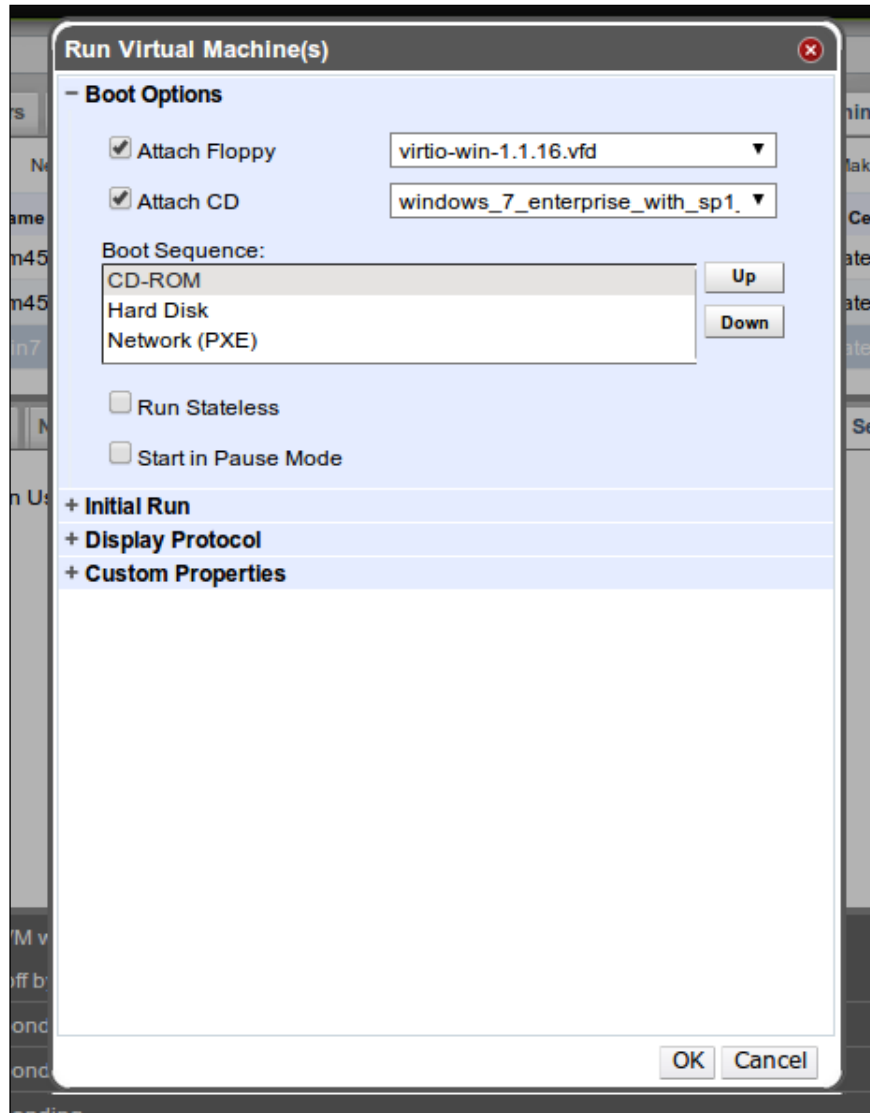 Run Virtual Machine(s)
− Boot Options
Attach Floppy virtio-win-1.1.16.vfd
Attach CD windows_7_enterprise_with_sp1_
Boot Sequence:
CD-ROM
Up
Hard Disk
Down
Network (PXE)
Run Stateless
Start in Pause Mode
+ Initial Run
+ Display Protocol
+ Custom Properties
OK Cancel